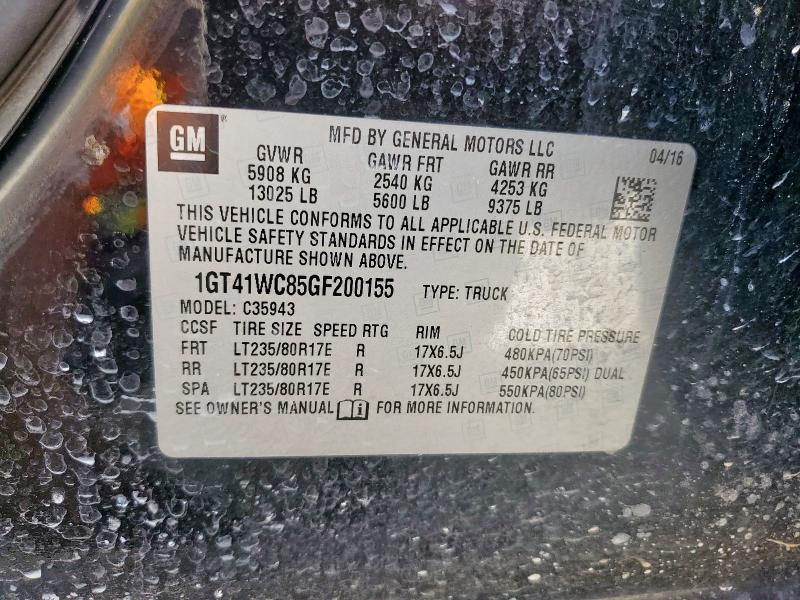 GM
MFD BY GENERAL MOTORS LLC 04/16
GVWR GAWR FRT GAWR RR
5908 KG 2540 KG 4253 KG
13025 LB 5600 LB 9375 LB
THIS VEHICLE CONFORMS TO ALL APPLICABLE U.S. FEDERAL MOTOR
VEHICLE SAFETY STANDARDS IN EFFECT ON THE DATE OF
MANUFACTURE SHOWN ABOVE.
1GT41WC85GF200155 TYPE: TRUCK
MODEL: C35943
CCSF TIRE SIZE SPEED RTG RIM COLD TIRE PRESSURE
FRT LT235/80R17E R 17X6.5J 480KPA(70PSI)
RR LT235/80R17E R 17X6.5J 450KPA(65PSI) DUAL
SPA LT235/80R17E R 17X6.5J 550KPA(80PSI)
SEE OWNER'S MANUAL FOR MORE INFORMATION.